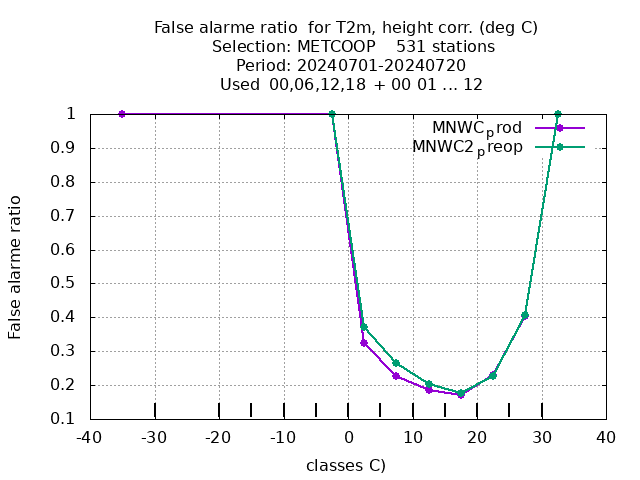 False alarme ratio  for T2m, height corr. (deg C)
Selection: METCOOP    531 stations
Period: 20240701-20240720
Used  00,06,12,18 + 00 01 ... 12
MNWCprod
MNWC2preop
1
0.9
0.8
0.7
0.6
0.5
0.4
0.3
0.2
0.1
False alarme ratio
-40 -30 -20 -10 0 10 20 30 40
classes C)